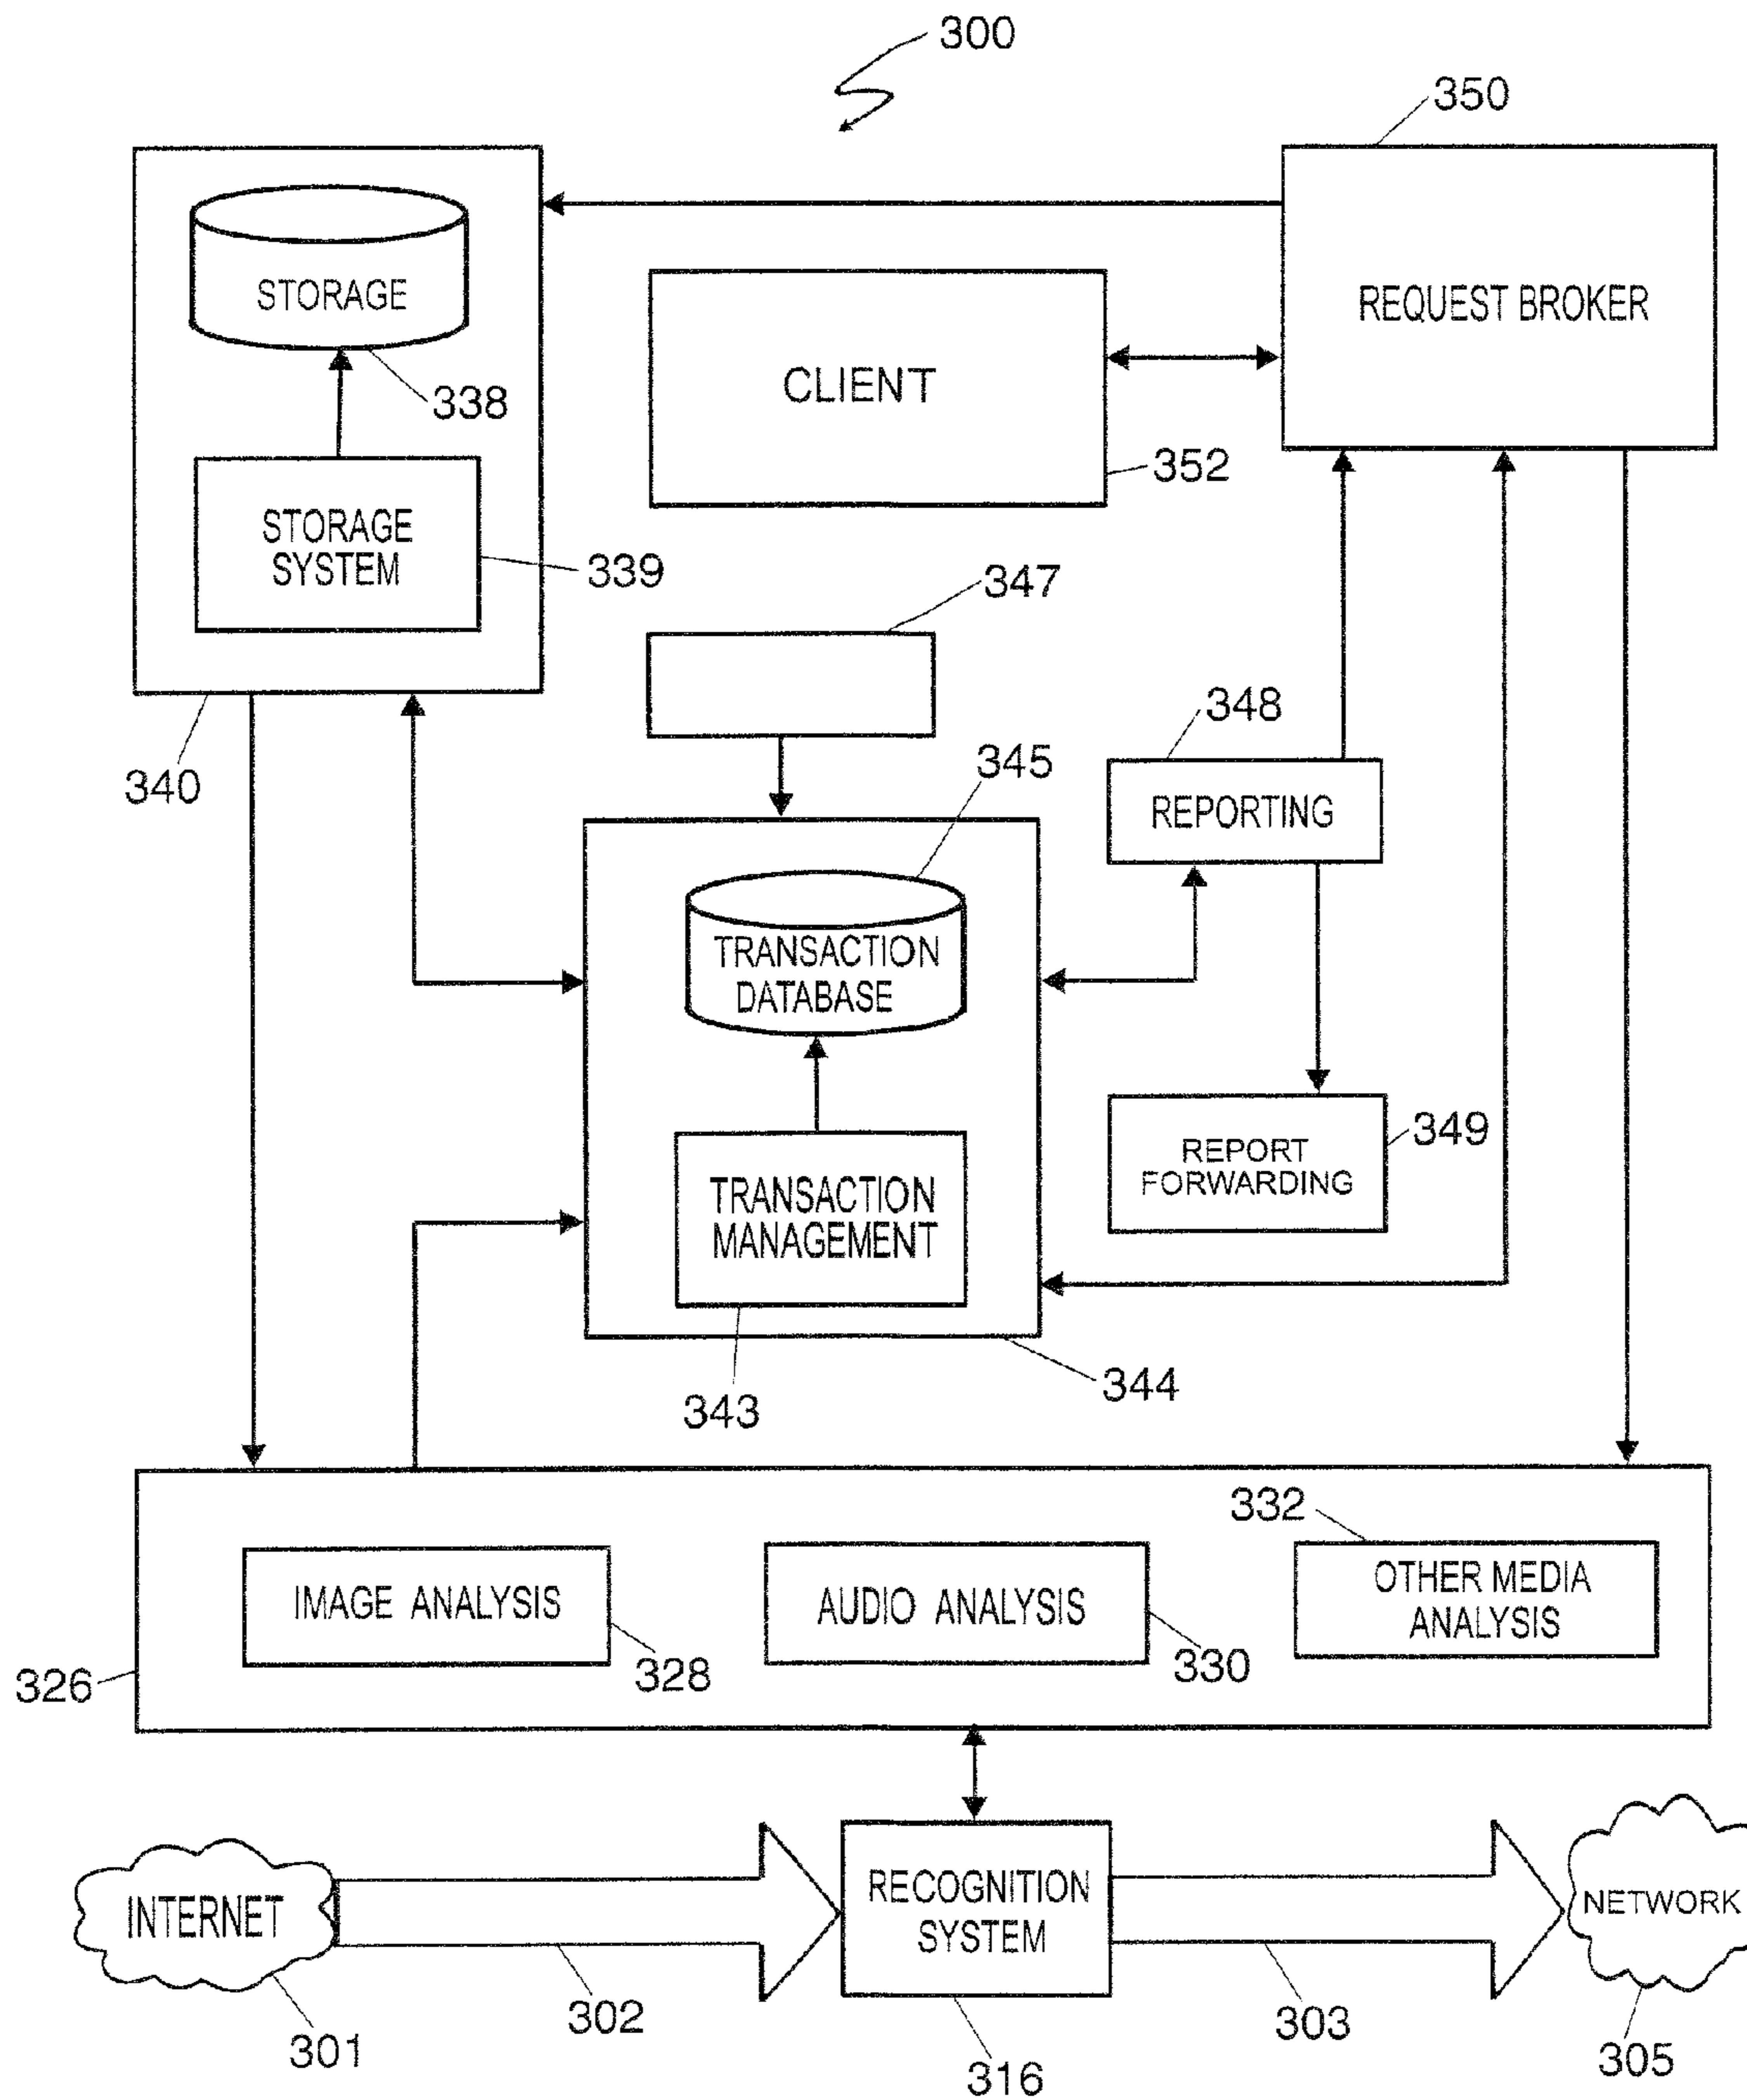 300
350
STORAGE
338
STORAGE
SYSTEM
339
340
CLIENT
352
REQUEST BROKER
347
345
348
REPORTING
TRANSACTION
DATABASE
TRANSACTION
MANAGEMENT
343
344
REPORT
FORWARDING
349
326
IMAGE ANALYSIS
328
AUDIO ANALYSIS
330
332
OTHER MEDIA
ANALYSIS
INTERNET
301
302
RECOGNITION
SYSTEM
316
303
NETWORK
305